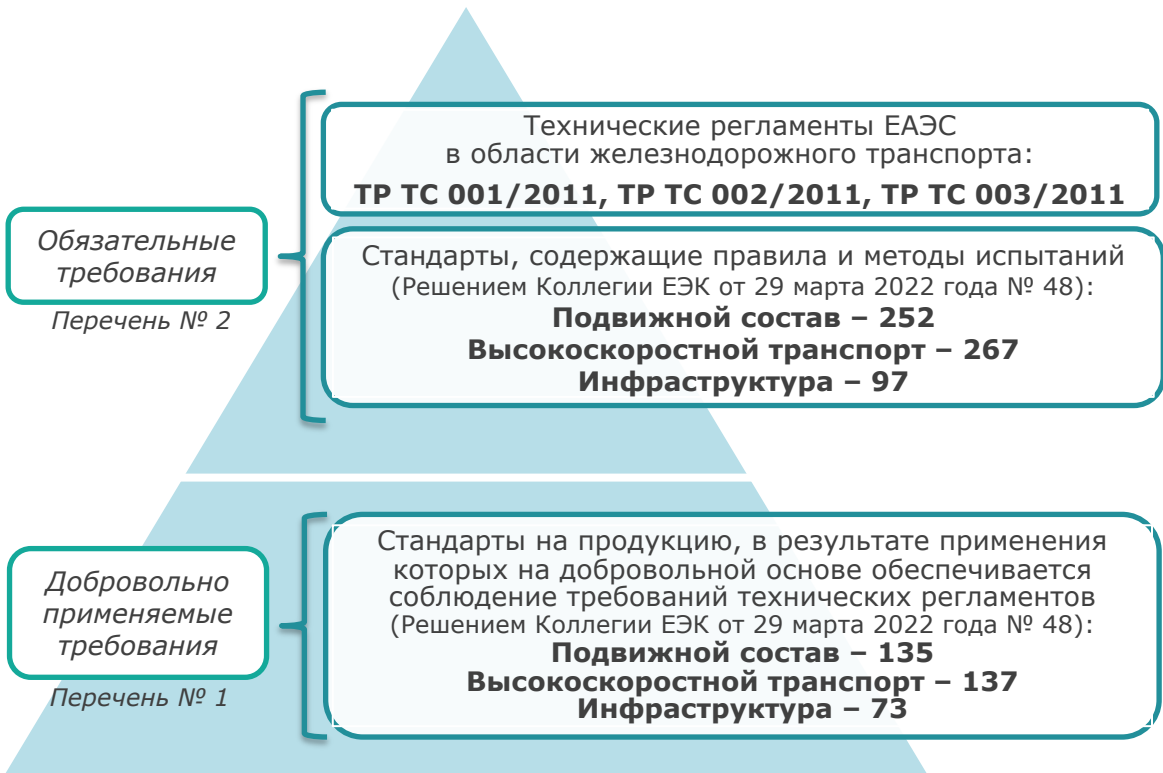 Технические регламенты ЕАЭС
в области железнодорожного транспорта:
ТР ТС 001/2011, ТР ТС 002/2011, ТР ТС 003/2011
Обязательные
требования
Перечень № 2
Стандарты, содержащие правила и методы испытаний
(Решением Коллегии ЕЭК от 29 марта 2022 года № 48):
Подвижной состав – 252
Высокоскоростной транспорт – 267
Инфраструктура – 97
Добровольно
применяемые
требования
Перечень № 1
Стандарты на продукцию, в результате применения
которых на добровольной основе обеспечивается
соблюдение требований технических регламентов
(Решением Коллегии ЕЭК от 29 марта 2022 года № 48):
Подвижной состав – 135
Высокоскоростной транспорт – 137
Инфраструктура – 73